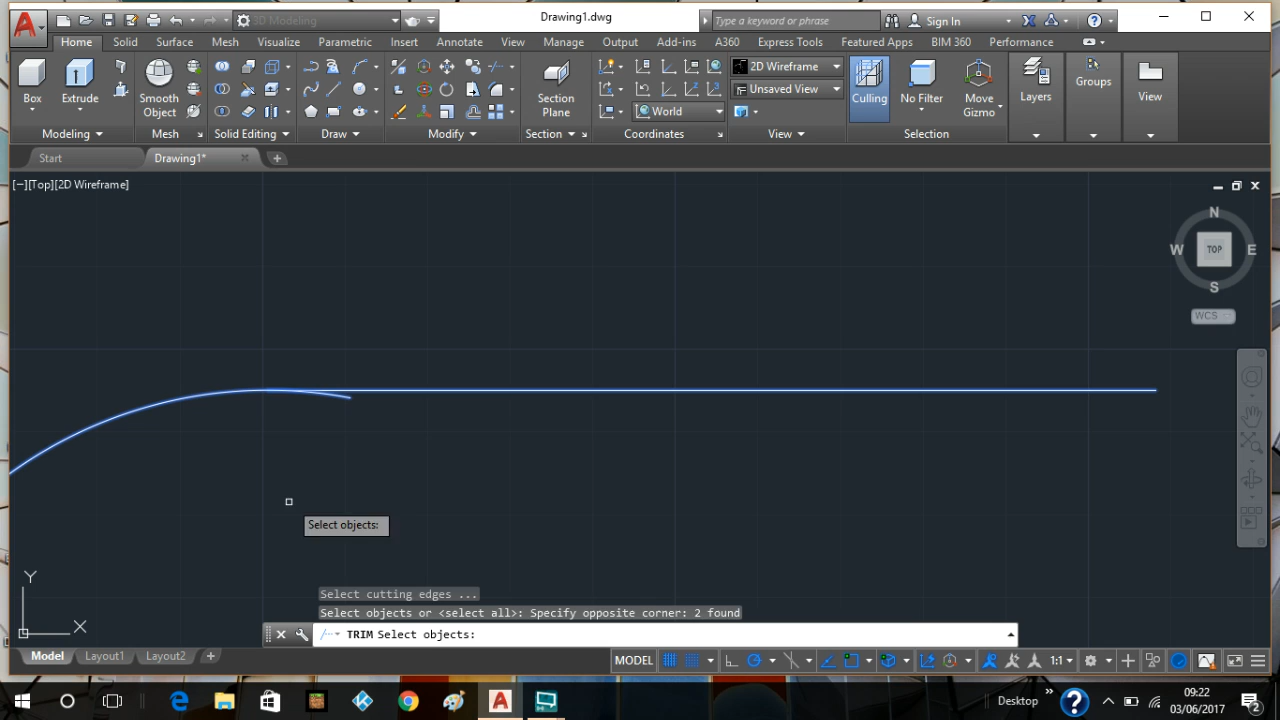 3D Modeling
Drawing1.dwg
Type a keyword or phrase
Sign In
Home Solid Surface Mesh Visualize Parametric Insert Annotate View Manage Output Add-ins A360 Express Tools Featured Apps BIM 360 Performance
Box
Extrude
Smooth
Object
Section
Plane
World
2D Wireframe
Unsaved View
Culling
No Filter
Move
Gizmo
Layers
Groups
View
Modeling Mesh Solid Editing Draw Modify Section Coordinates View Selection
Start
Drawing1*
[−][Top][2D Wireframe]
N
W
TOP
E
S
WCS
Select objects:
Y
X
Select cutting edges ...
Select objects or <select all>: Specify opposite corner: 2 found
TRIM Select objects:
Model Layout1 Layout2
MODEL
1:1
Desktop
09:22
03/06/2017
2